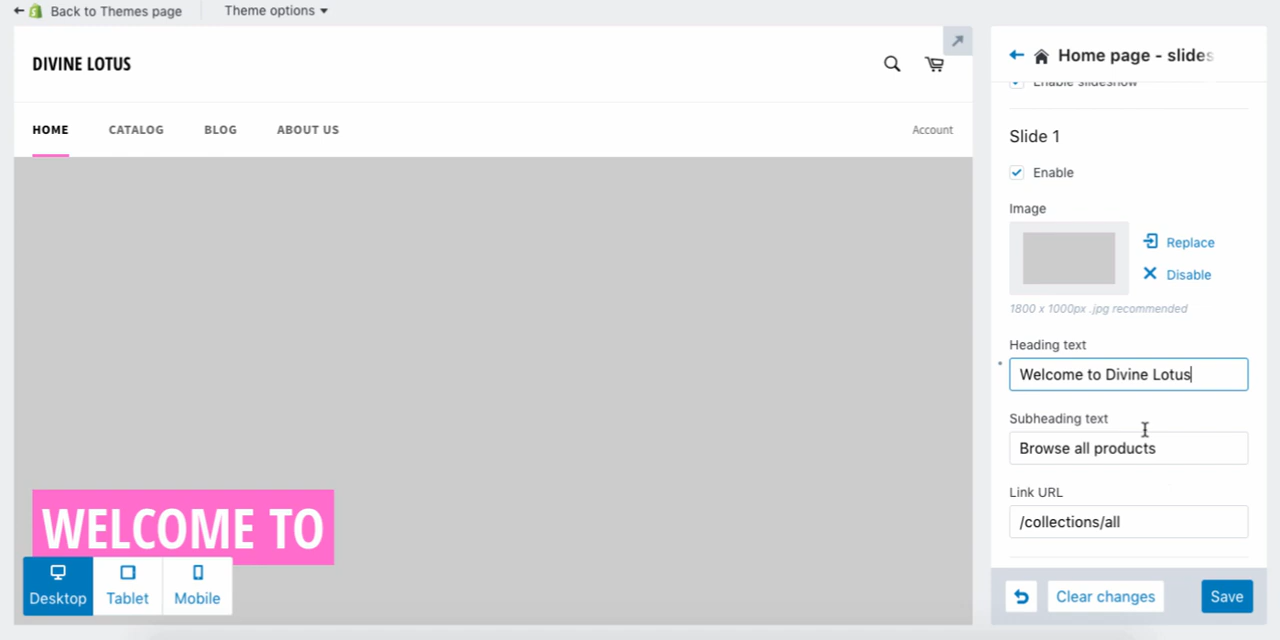 Back to Themes page
Theme options
DIVINE LOTUS
HOME CATALOG BLOG ABOUT US Account
WELCOME TO
Desktop Tablet Mobile
Home page - slides
Enable slideshow
Slide 1
Enable
Image
Replace
Disable
1800 x 1000px .jpg recommended
Heading text
Welcome to Divine Lotus
Subheading text
Browse all products
Link URL
/collections/all
Clear changes Save